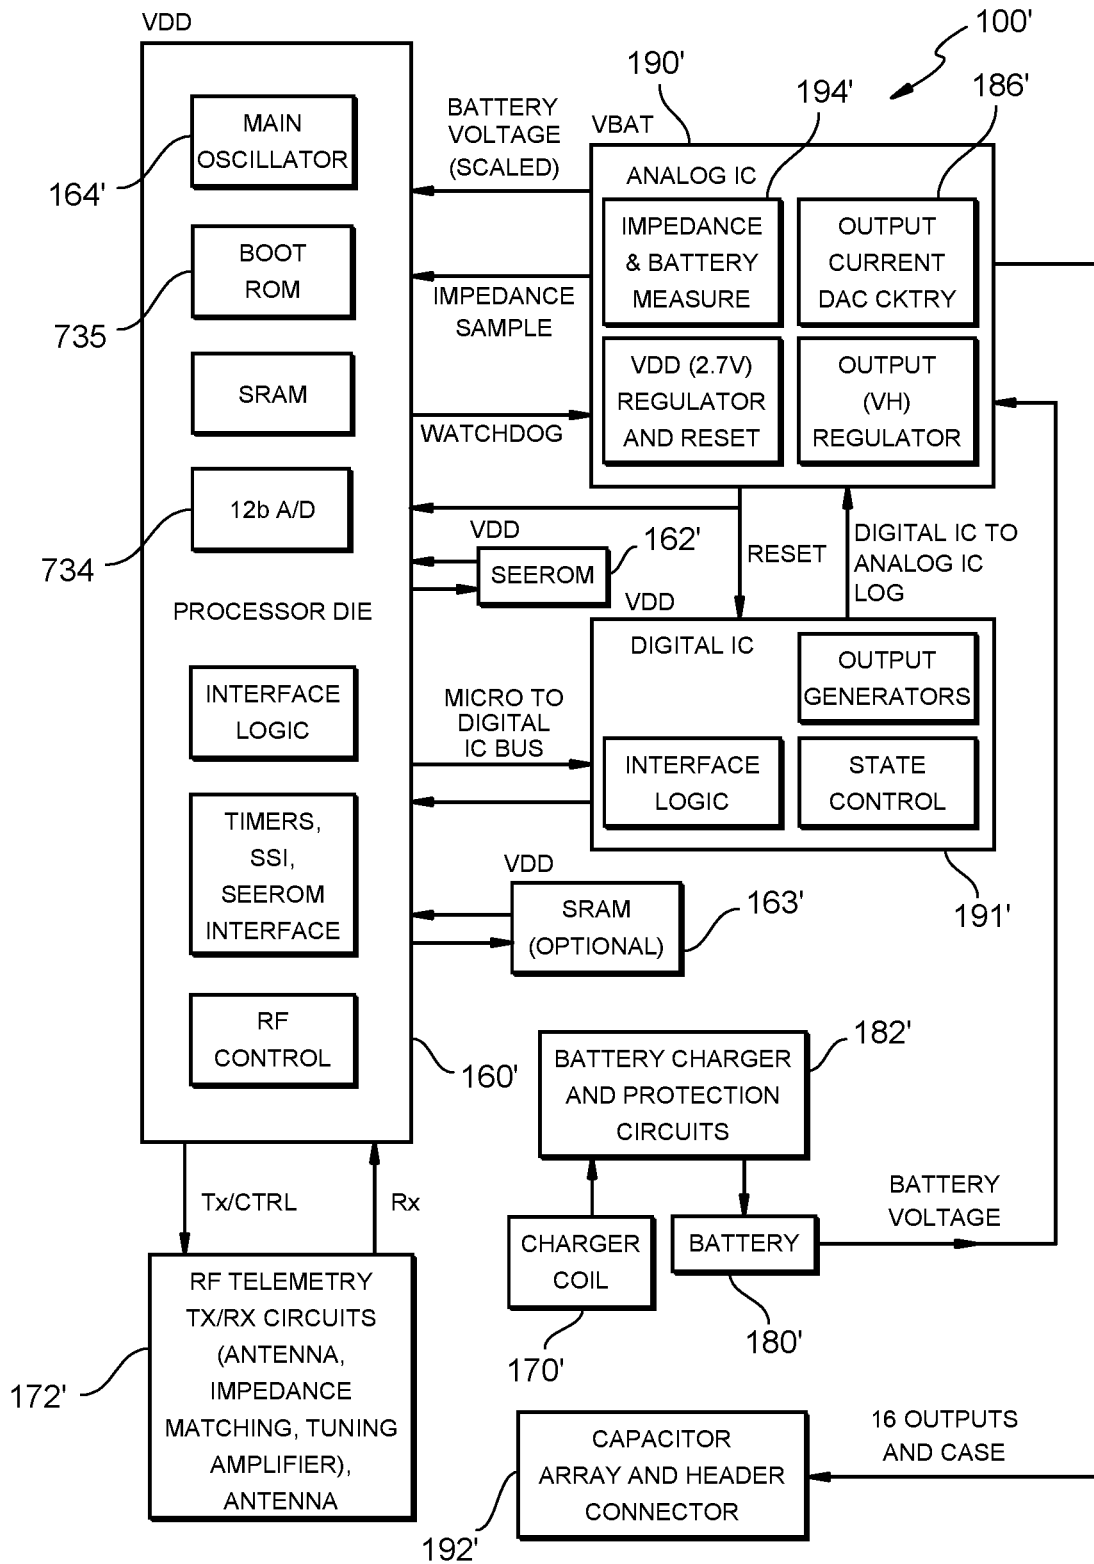 VDD
MAIN
OSCILLATOR
164'
BOOT
ROM
735
SRAM
12b A/D
734
PROCESSOR DIE
INTERFACE
LOGIC
TIMERS,
SSI,
SEEROM
INTERFACE
RF
CONTROL
160'
BATTERY
VOLTAGE
(SCALED)
IMPEDANCE
SAMPLE
WATCHDOG
100'
190'
194'
186'
VBAT
ANALOG IC
IMPEDANCE
& BATTERY
MEASURE
OUTPUT
CURRENT
DAC CKTRY
VDD (2.7V)
REGULATOR
AND RESET
OUTPUT
(VH)
REGULATOR
VDD
SEEROM
162'
RESET
DIGITAL IC TO
ANALOG IC
LOG
VDD
DIGITAL IC
OUTPUT
GENERATORS
INTERFACE
LOGIC
STATE
CONTROL
191'
MICRO TO
DIGITAL
IC BUS
VDD
SRAM
(OPTIONAL)
163'
BATTERY CHARGER
AND PROTECTION
CIRCUITS
182'
CHARGER
COIL
170'
BATTERY
180'
BATTERY
VOLTAGE
Tx/CTRL
Rx
RF TELEMETRY
TX/RX CIRCUITS
(ANTENNA,
IMPEDANCE
MATCHING, TUNING
AMPLIFIER),
ANTENNA
172'
CAPACITOR
ARRAY AND HEADER
CONNECTOR
192'
16 OUTPUTS
AND CASE